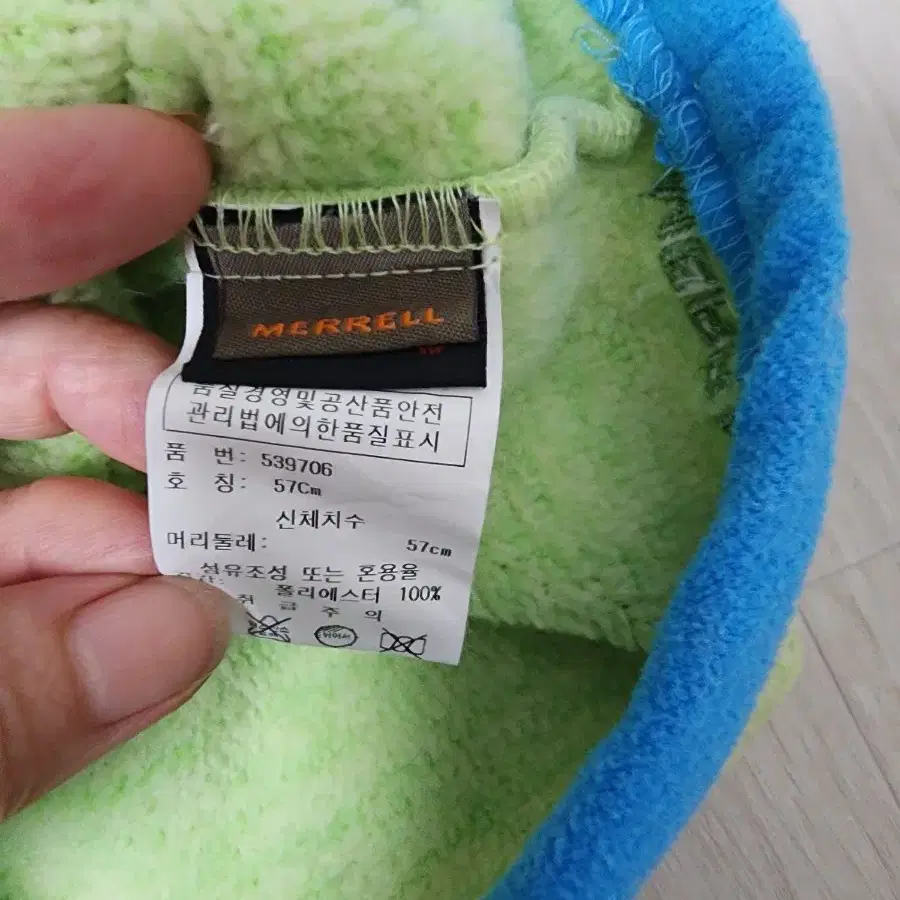 MERRELL
품질경영및공산품안전
관리법에의한품질표시
품 번: 539706
호 칭: 57Cm
신체치수
머리둘레: 57cm
섬유조성 또는 혼용율
폴리에스터 100%
취 급 주 의